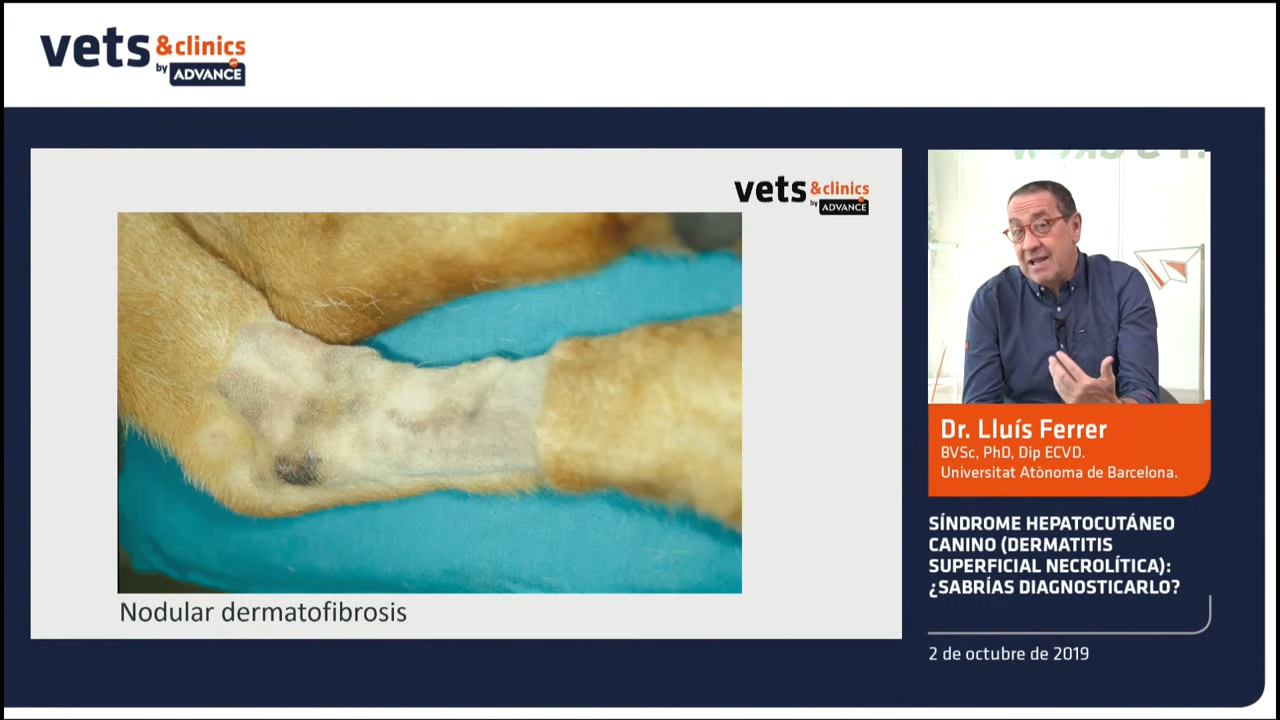 vets &clinics
by ADVANCE
vets &clinics
by ADVANCE
Nodular dermatofibrosis
Dr. Lluís Ferrer
BVSc, PhD, Dip ECVD.
Universitat Atònoma de Barcelona.
SÍNDROME HEPATOCUTÁNEO
CANINO (DERMATITIS
SUPERFICIAL NECROLÍTICA):
¿SABRÍAS DIAGNOSTICARLO?
2 de octubre de 2019